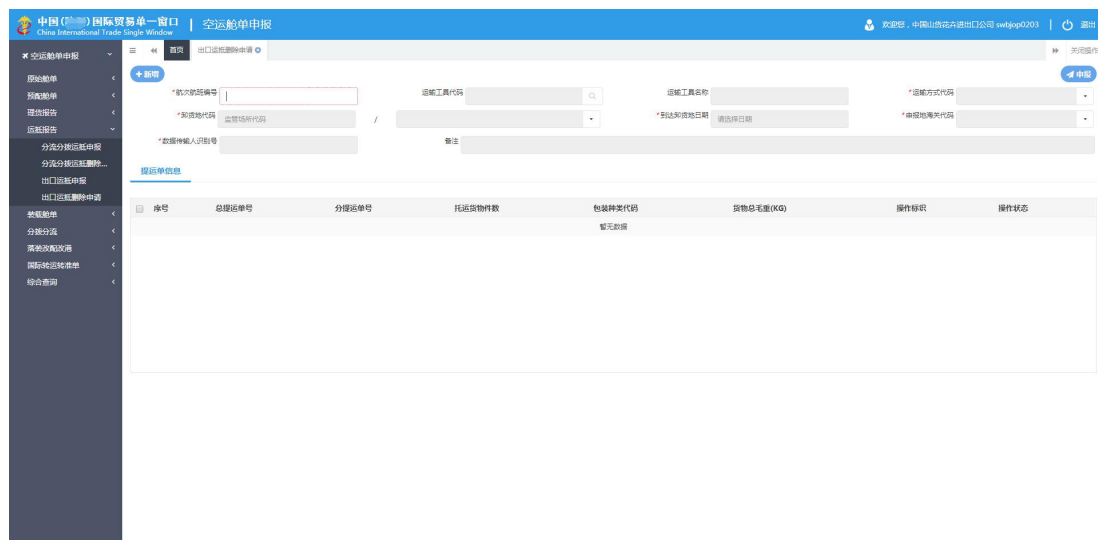 中国( )国际贸易单一窗口 | 空运舱单申报
China International Trade Single Window
欢迎您，中国山货花卉进出口公司 swbjop0203 | 退出
空运舱单申报
原始舱单
预配舱单
理货报告
运抵报告
分流分拨运抵申报
分流分拨运抵删除...
出口运抵申报
出口运抵删除申请
装载舱单
分拨分流
落装改配改港
国际转运转准单
综合查询
首页 出口运抵删除申请 关闭操作
+新增 申报
*航次航班编号 运输工具代码 运输工具名称 *运输方式代码
*卸货地代码 监管场所代码 / *到达卸货地日期 请选择日期 *申报地海关代码
*数据传输人识别号 备注
提运单信息
序号 总提运单号 分提运单号 托运货物件数 包装种类代码 货物总毛重(KG) 操作标识 操作状态
暂无数据